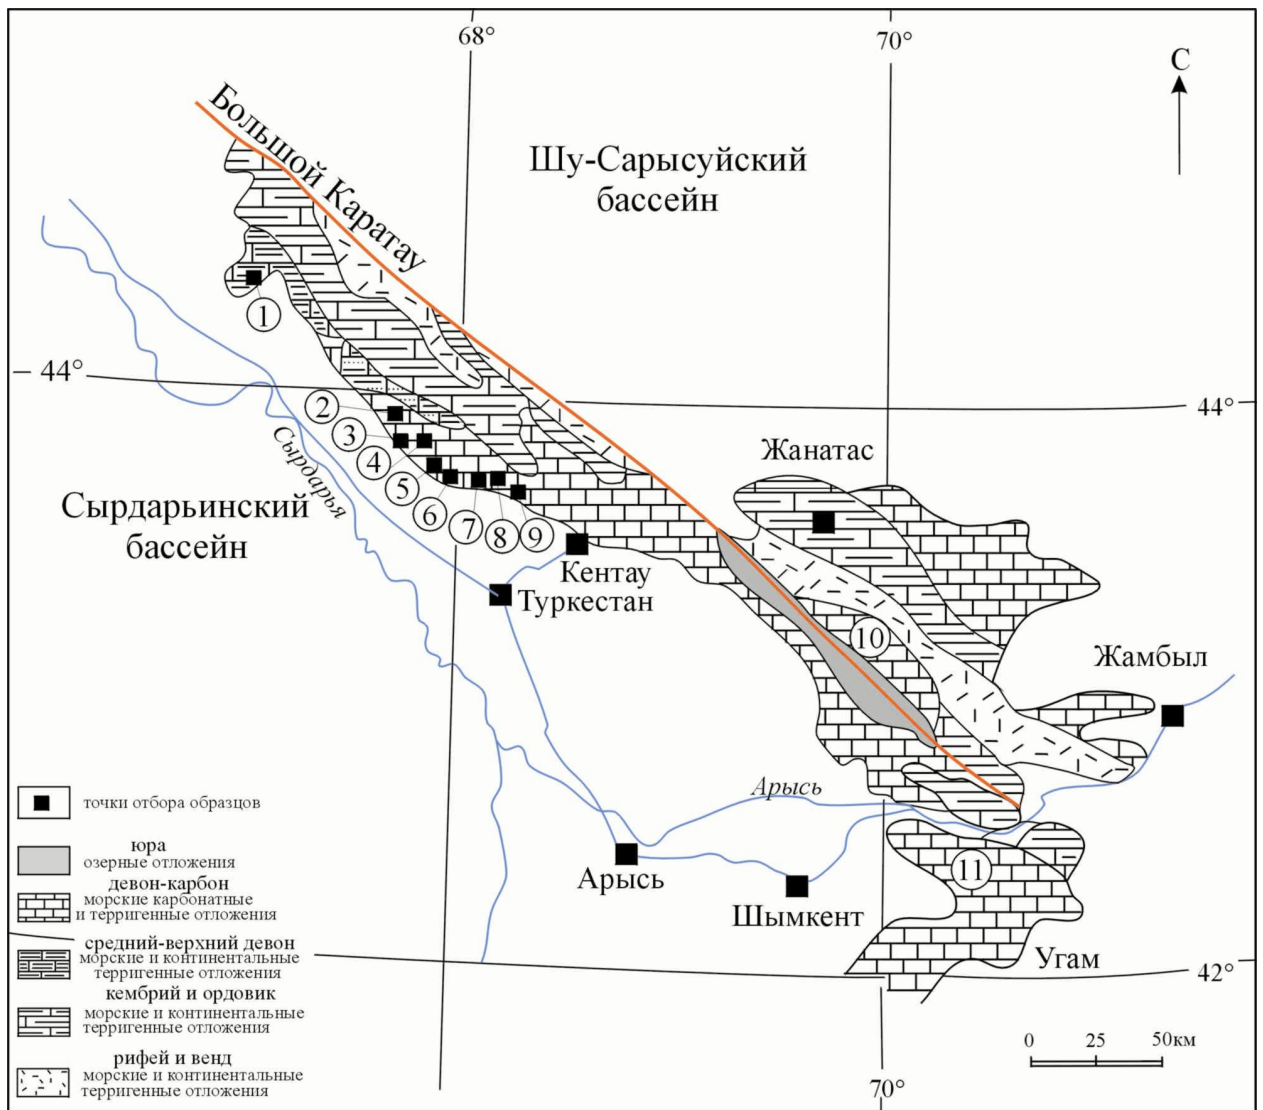 68°
70°
С
Большой Каратау
Шу-Сарысуйский
бассейн
1
44°
44°
2
3
4
5
6
7
8
9
Сырдарья
Сырдарьинский
бассейн
Жанатас
Кентау
Туркестан
10
Жамбыл
Арысь
Арысь
Шымкент
11
Угам
42°
точки отбора образцов
юра
озерные отложения
девон-карбон
морские карбонатные
и терригенные отложения
средний-верхний девон
морские и континентальные
терригенные отложения
кембрий и ордовик
морские и континентальные
терригенные отложения
рифей и венд
морские и континентальные
терригенные отложения
0 25 50км
70°